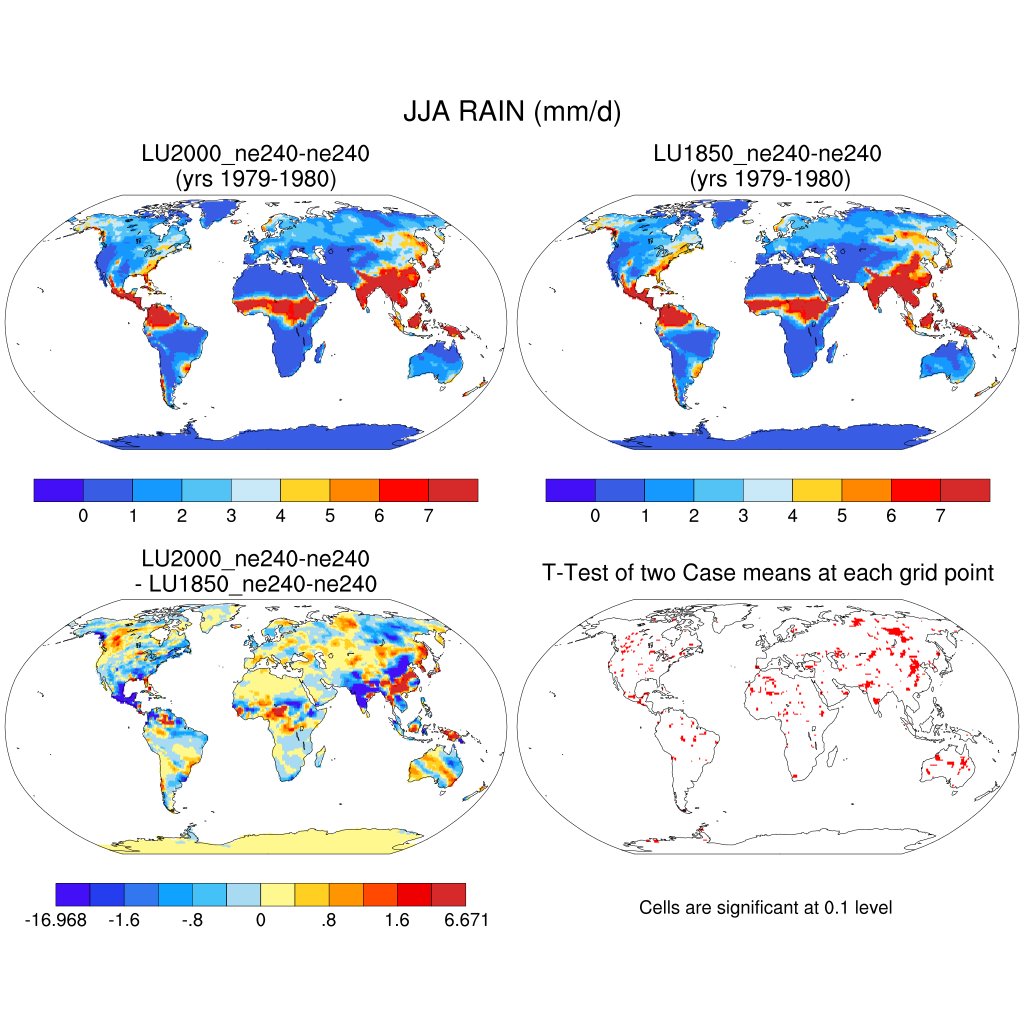 JJA RAIN (mm/d)
LU2000_ne240-ne240
(yrs 1979-1980)
LU1850_ne240-ne240
(yrs 1979-1980)
0 1 2 3 4 5 6 7
0 1 2 3 4 5 6 7
LU2000_ne240-ne240
- LU1850_ne240-ne240
T-Test of two Case means at each grid point
-16.968 -1.6 -.8 0 .8 1.6 6.671
Cells are significant at 0.1 level